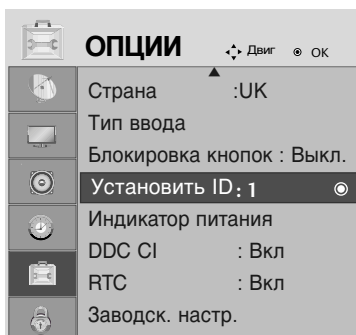 ОПЦИИ Двиг ОК
Страна :UK
Тип ввода
Блокировка кнопок : Выкл.
Установить ID: 1
Индикатор питания
DDC CI : Вкл
RTC : Вкл
Заводск. настр.